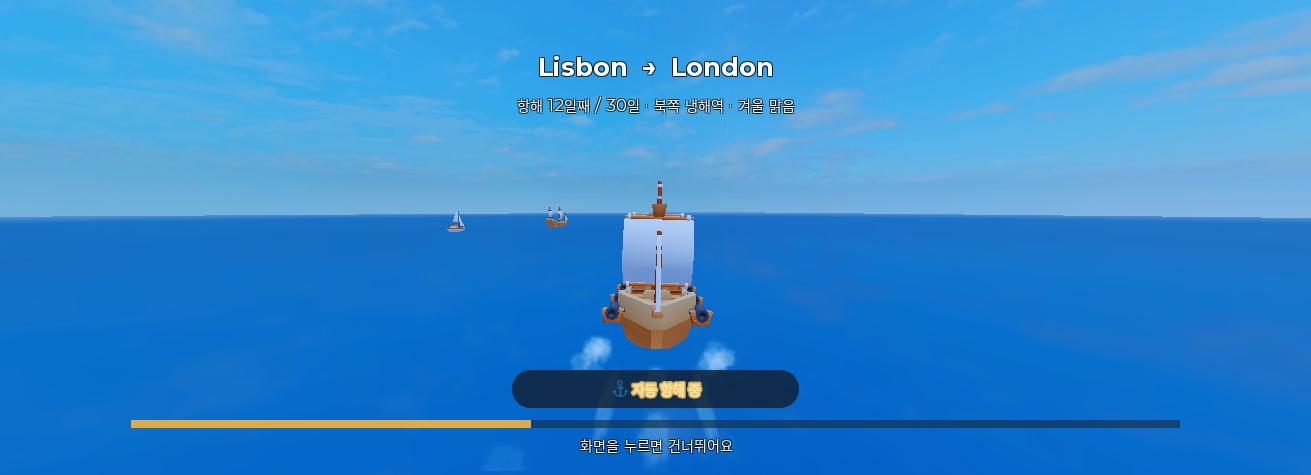 Lisbon → London
항해 12일째 / 30일 · 북쪽 냉해역 · 겨울 맑음
⚓ 자동 항해 중
화면을 누르면 건너뛰어요